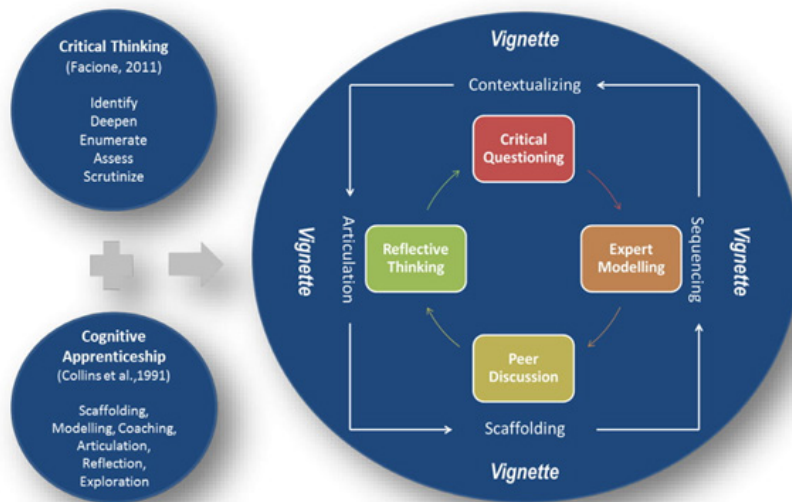 Critical Thinking
(Facione, 2011)
Identify
Deepen
Enumerate
Assess
Scrutinize
Cognitive
Apprenticeship
(Collins et al.,1991)
Scaffolding,
Modelling, Coaching,
Articulation,
Reflection,
Exploration
Vignette
Contextualizing
Critical
Questioning
Vignette
Articulation
Reflective
Thinking
Expert
Modelling
Sequencing
Vignette
Peer
Discussion
Scaffolding
Vignette